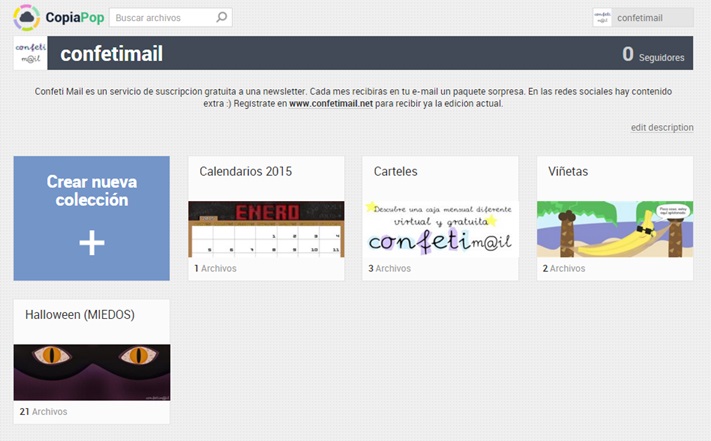 CopiaPop
Buscar archivos
confetimail
confeti
m@il
confetimail
0 Seguidores
Confeti Mail es un servicio de suscripcion gratuita a una newsletter. Cada mes recibiras en tu e-mail un paquete sorpresa. En las redes sociales hay contenido
extra :) Registrate en www.confetimail.net para recibir ya la edicion actual.
edit description
Crear nueva
colección
+
Calendarios 2015
ENERO
1 2 3 4
5 6 7 8 9 10 11
1 Archivos
Carteles
Descubre una caja mensual diferente
virtual y gratuita
confetim@il
3 Archivos
Viñetas
2 Archivos
Halloween (MIEDOS)
21 Archivos